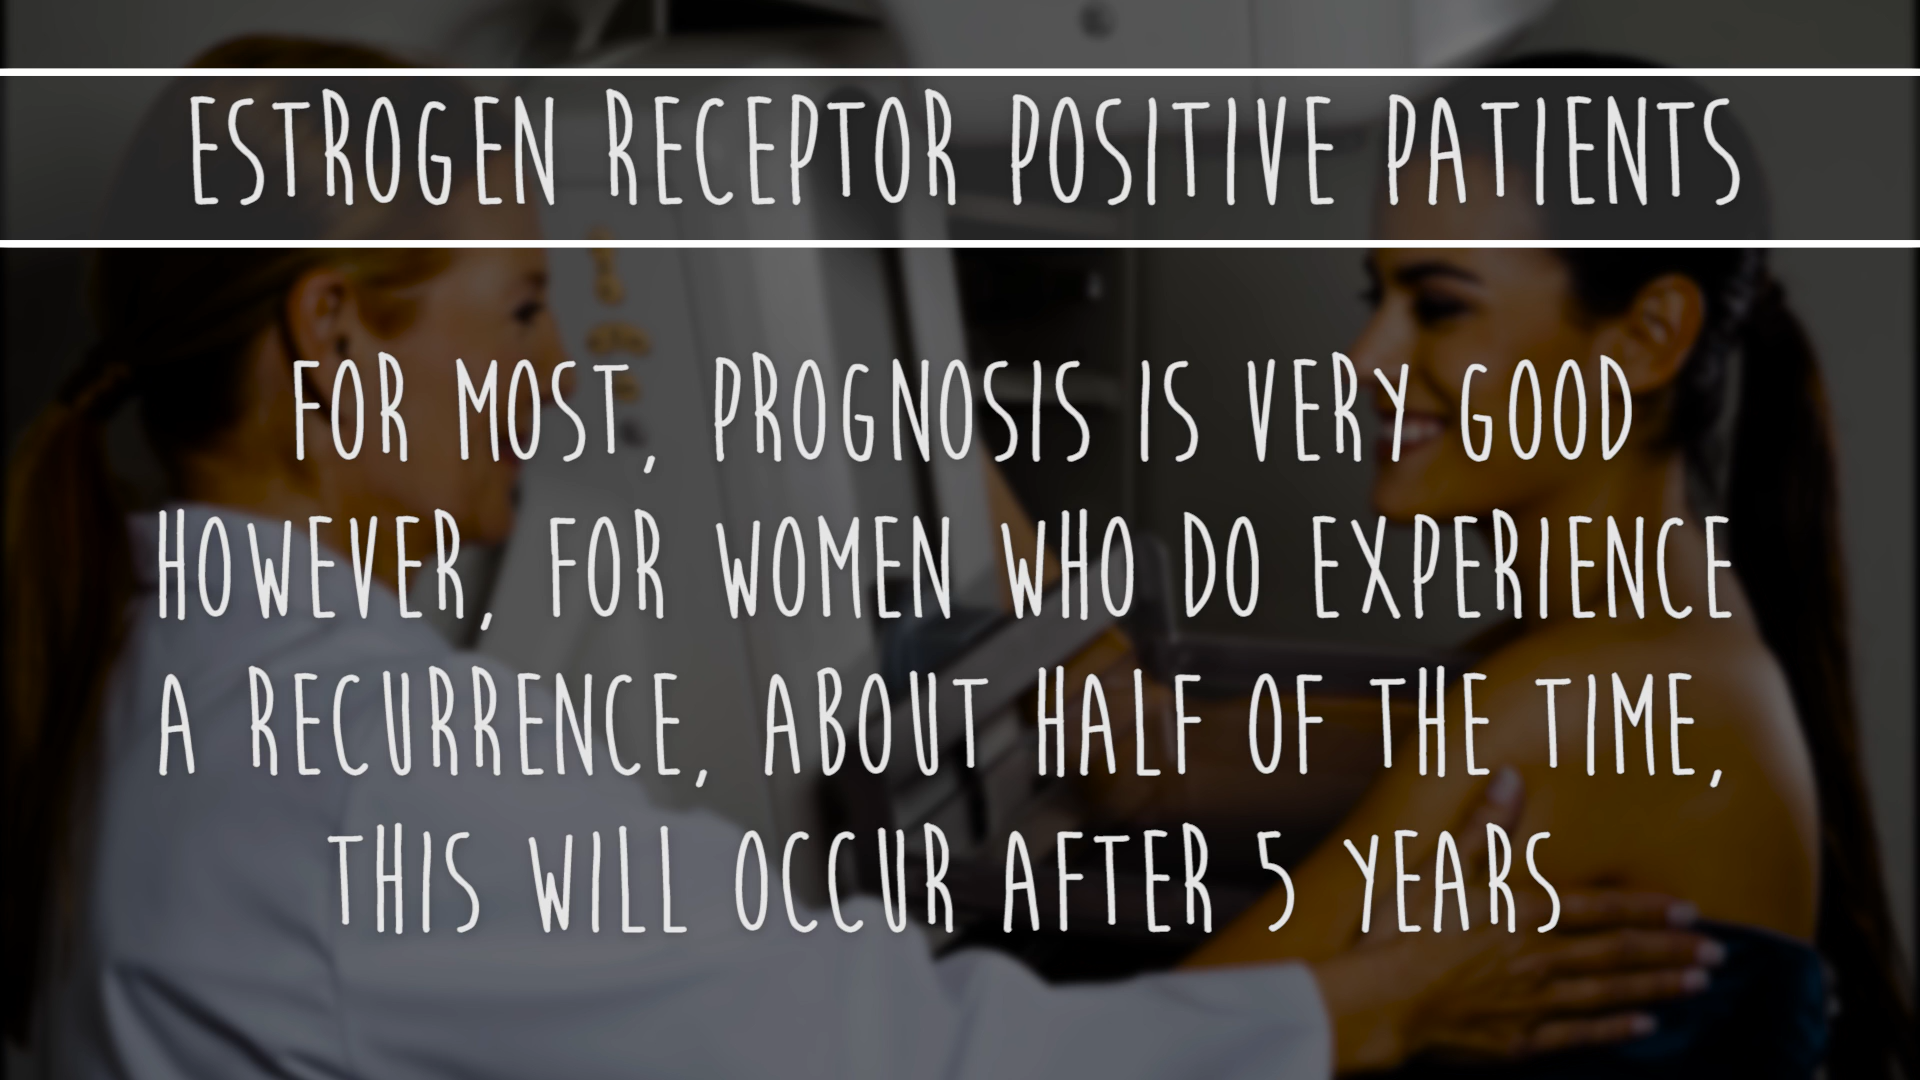 ESTROGEN RECEPTOR POSITIVE PATIENTS
FOR MOST, PROGNOSIS IS VERY GOOD
HOWEVER, FOR WOMEN WHO DO EXPERIENCE
A RECURRENCE, ABOUT HALF OF THE TIME,
THIS WILL OCCUR AFTER 5 YEARS